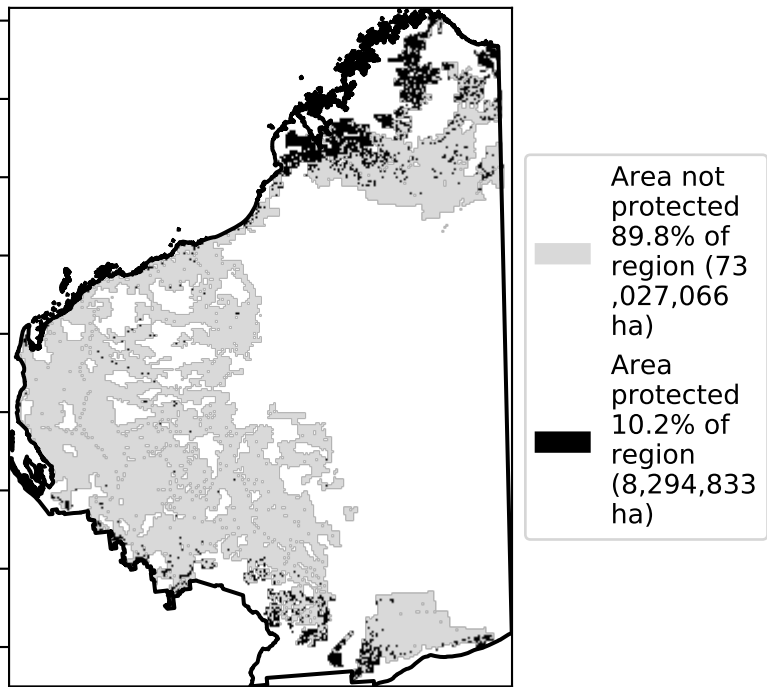 Area not
protected
89.8% of
region (73
,027,066
ha)
Area
protected
10.2% of
region
(8,294,833
ha)